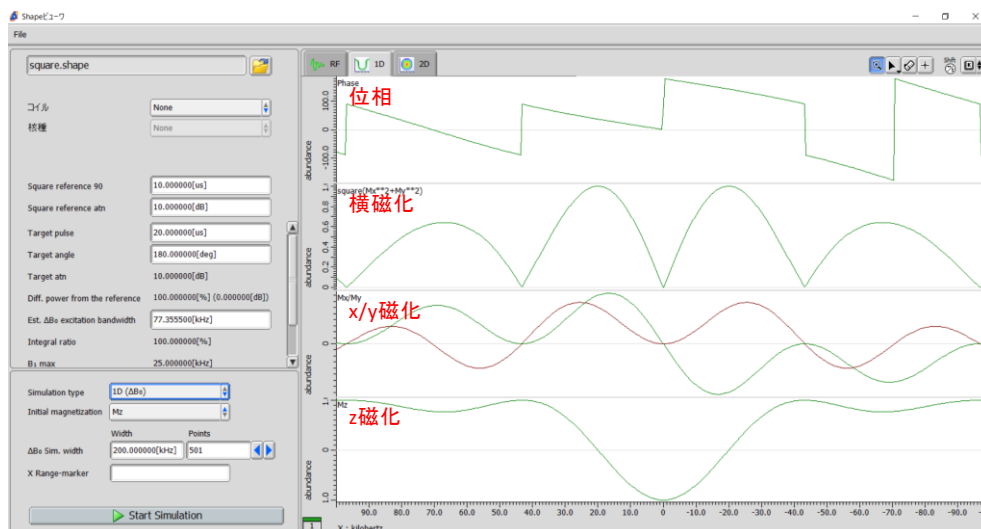 Shapeビューワ
File
square.shape
コイル
None
核種
None
Square reference 90
10.000000[us]
Square reference atn
10.000000[dB]
Target pulse
20.000000[us]
Target angle
180.000000[deg]
Target atn
10.000000[dB]
Diff. power from the reference
100.000000[%] (0.000000[dB])
Est. ΔB₀ excitation bandwidth
77.355500[kHz]
Integral ratio
100.000000[%]
B₁ max
25.000000[kHz]
Simulation type
1D (ΔB₀)
Initial magnetization
Mz
Width
Points
ΔB₀ Sim. width
200.000000[kHz]
501
X Range-marker
Start Simulation
RF
1D
2D
Shift
Phase
位相
100.0
0
-100.0
abundance
square(Mx**2+My**2)
横磁化
1.0
0.8
0.6
0.4
0.2
0
abundance
Mx/My
x/y磁化
0
abundance
Mz
z磁化
1.0
0
1.0
abundance
90.0 80.0 70.0 60.0 50.0 40.0 30.0 20.0 10.0 0 -10.0 -20.0 -30.0 -40.0 -50.0 -60.0 -70.0 -80.0 -90.0
1
X : kilohertz